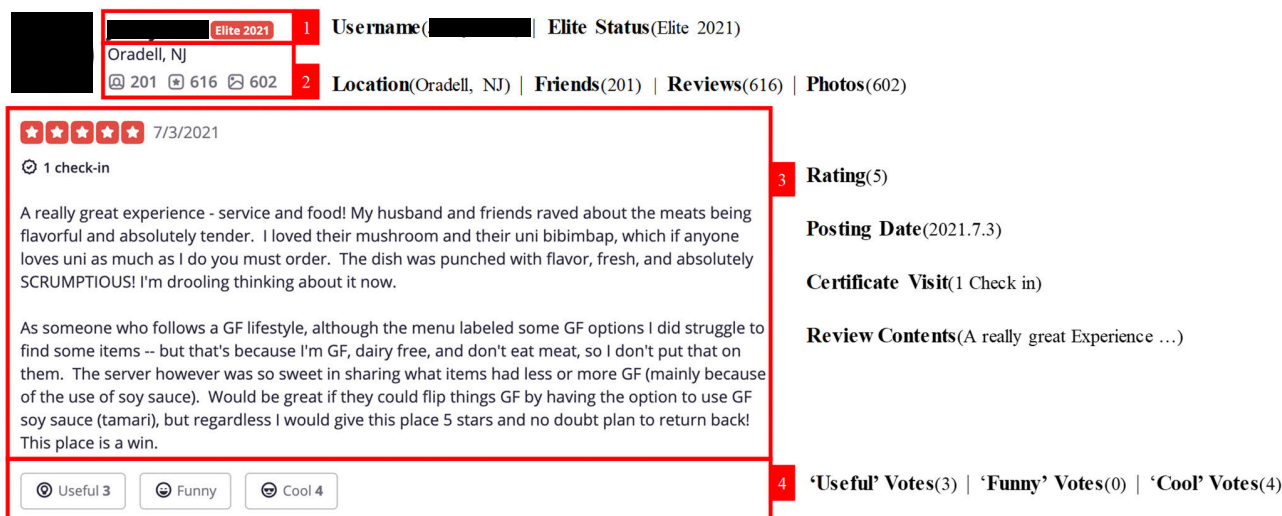 Elite 2021 1 Username( | Elite Status(Elite 2021)
Oradell, NJ
201 616 602 2 Location(Oradell, NJ) | Friends(201) | Reviews(616) | Photos(602)
7/3/2021
1 check-in
3 Rating(5)
A really great experience - service and food! My husband and friends raved about the meats being
flavorful and absolutely tender. I loved their mushroom and their uni bibimbap, which if anyone
loves uni as much as I do you must order. The dish was punched with flavor, fresh, and absolutely
SCRUMPTIOUS! I'm drooling thinking about it now.
As someone who follows a GF lifestyle, although the menu labeled some GF options I did struggle to
find some items -- but that's because I'm GF, dairy free, and don't eat meat, so I don't put that on
them. The server however was so sweet in sharing what items had less or more GF (mainly because
of the use of soy sauce). Would be great if they could flip things GF by having the option to use GF
soy sauce (tamari), but regardless I would give this place 5 stars and no doubt plan to return back!
This place is a win.
Posting Date(2021.7.3)
Certificate Visit(1 Check in)
Review Contents(A really great Experience …)
Useful 3 Funny Cool 4 4 ‘Useful’ Votes(3) | ‘Funny’ Votes(0) | ‘Cool’ Votes(4)